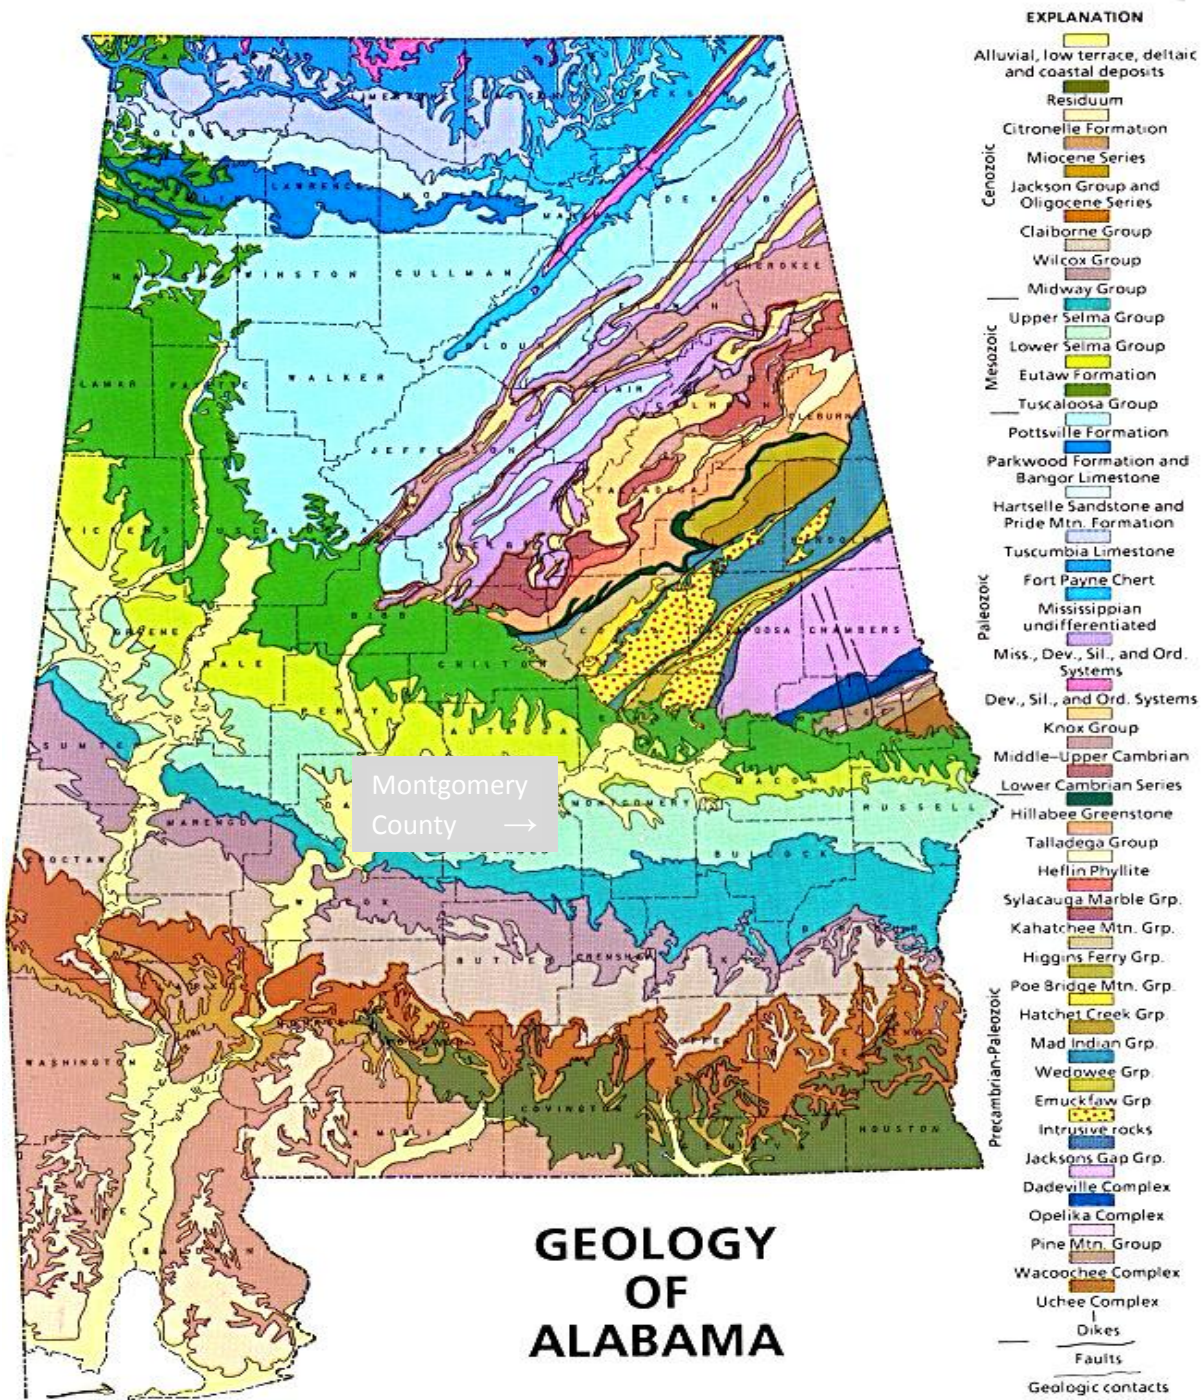 EXPLANATION
Alluvial, low terrace, deltaic
and coastal deposits
Residuum
Citronelle Formation
Miocene Series
Jackson Group and
Oligocene Series
Claiborne Group
Wilcox Group
Midway Group
Cenozoic
Upper Selma Group
Lower Selma Group
Eutaw Formation
Tuscaloosa Group
Mesozoic
Pottsville Formation
Parkwood Formation and
Bangor Limestone
Hartselle Sandstone and
Pride Mtn. Formation
Tuscumbia Limestone
Fort Payne Chert
Mississippian
undifferentiated
Miss., Dev., Sil., and Ord.
Systems
Dev., Sil., and Ord. Systems
Knox Group
Middle–Upper Cambrian
Lower Cambrian Series
Paleozoic
Hillabee Greenstone
Talladega Group
Heflin Phyllite
Sylacauga Marble Grp.
Kahatchee Mtn. Grp.
Higgins Ferry Grp.
Poe Bridge Mtn. Grp.
Hatchet Creek Grp.
Mad Indian Grp.
Wedowee Grp.
Emuckfaw Grp.
Intrusive rocks
Jacksons Gap Grp.
Dadeville Complex
Opelika Complex
Pine Mtn. Group
Wacoochee Complex
Uchee Complex
Precambrian-Paleozoic
Dikes
Faults
Geologic contacts
LAWRENCE
WINSTON
CULLMAN
CHEROKEE
LAMAR
FAYETTE
WALKER
JEFFERSON
CLEBURNE
PICKENS
TUSCALOOSA
BIBB
GREENE
HALE
CHILTON
CHAMBERS
PERRY
AUTAUGA
SUMTER
MACON
Montgomery
County →
MONTGOMERY
RUSSELL
MARENGO
BULLOCK
CHOCTAW
BUTLER
CRENSHAW
WASHINGTON
COVINGTON
HOUSTON
BALDWIN
GEOLOGY
OF
ALABAMA